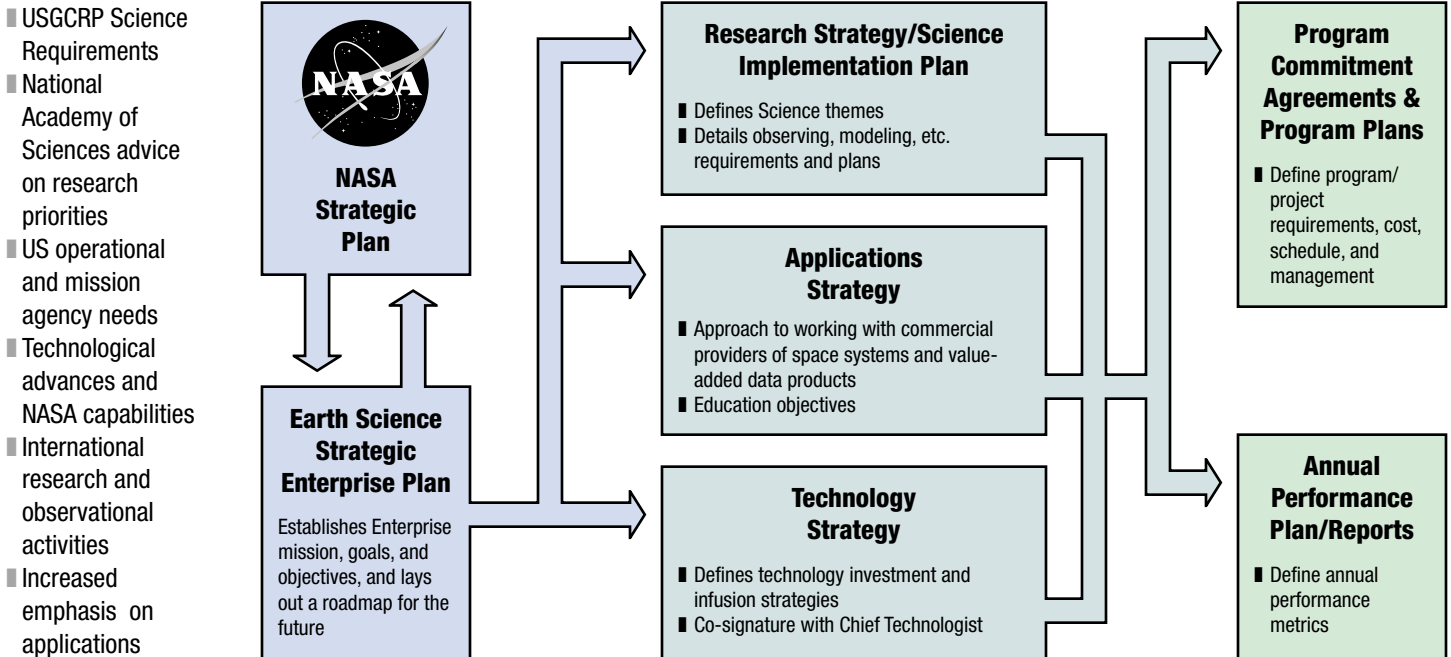 ■ USGCRP Science
Requirements
■ National
Academy of
Sciences advice
on research
priorities
■ US operational
and mission
agency needs
■ Technological
advances and
NASA capabilities
■ International
research and
observational
activities
■ Increased
emphasis on
applications
NASA
NASA
Strategic
Plan
Earth Science
Strategic
Enterprise Plan
Establishes Enterprise
mission, goals, and
objectives, and lays
out a roadmap for the
future
Research Strategy/Science
Implementation Plan
■ Defines Science themes
■ Details observing, modeling, etc.
requirements and plans
Applications
Strategy
■ Approach to working with commercial
providers of space systems and value-
added data products
■ Education objectives
Technology
Strategy
■ Defines technology investment and
infusion strategies
■ Co-signature with Chief Technologist
Program
Commitment
Agreements &
Program Plans
■ Define program/
project
requirements, cost,
schedule, and
management
Annual
Performance
Plan/Reports
■ Define annual
performance
metrics